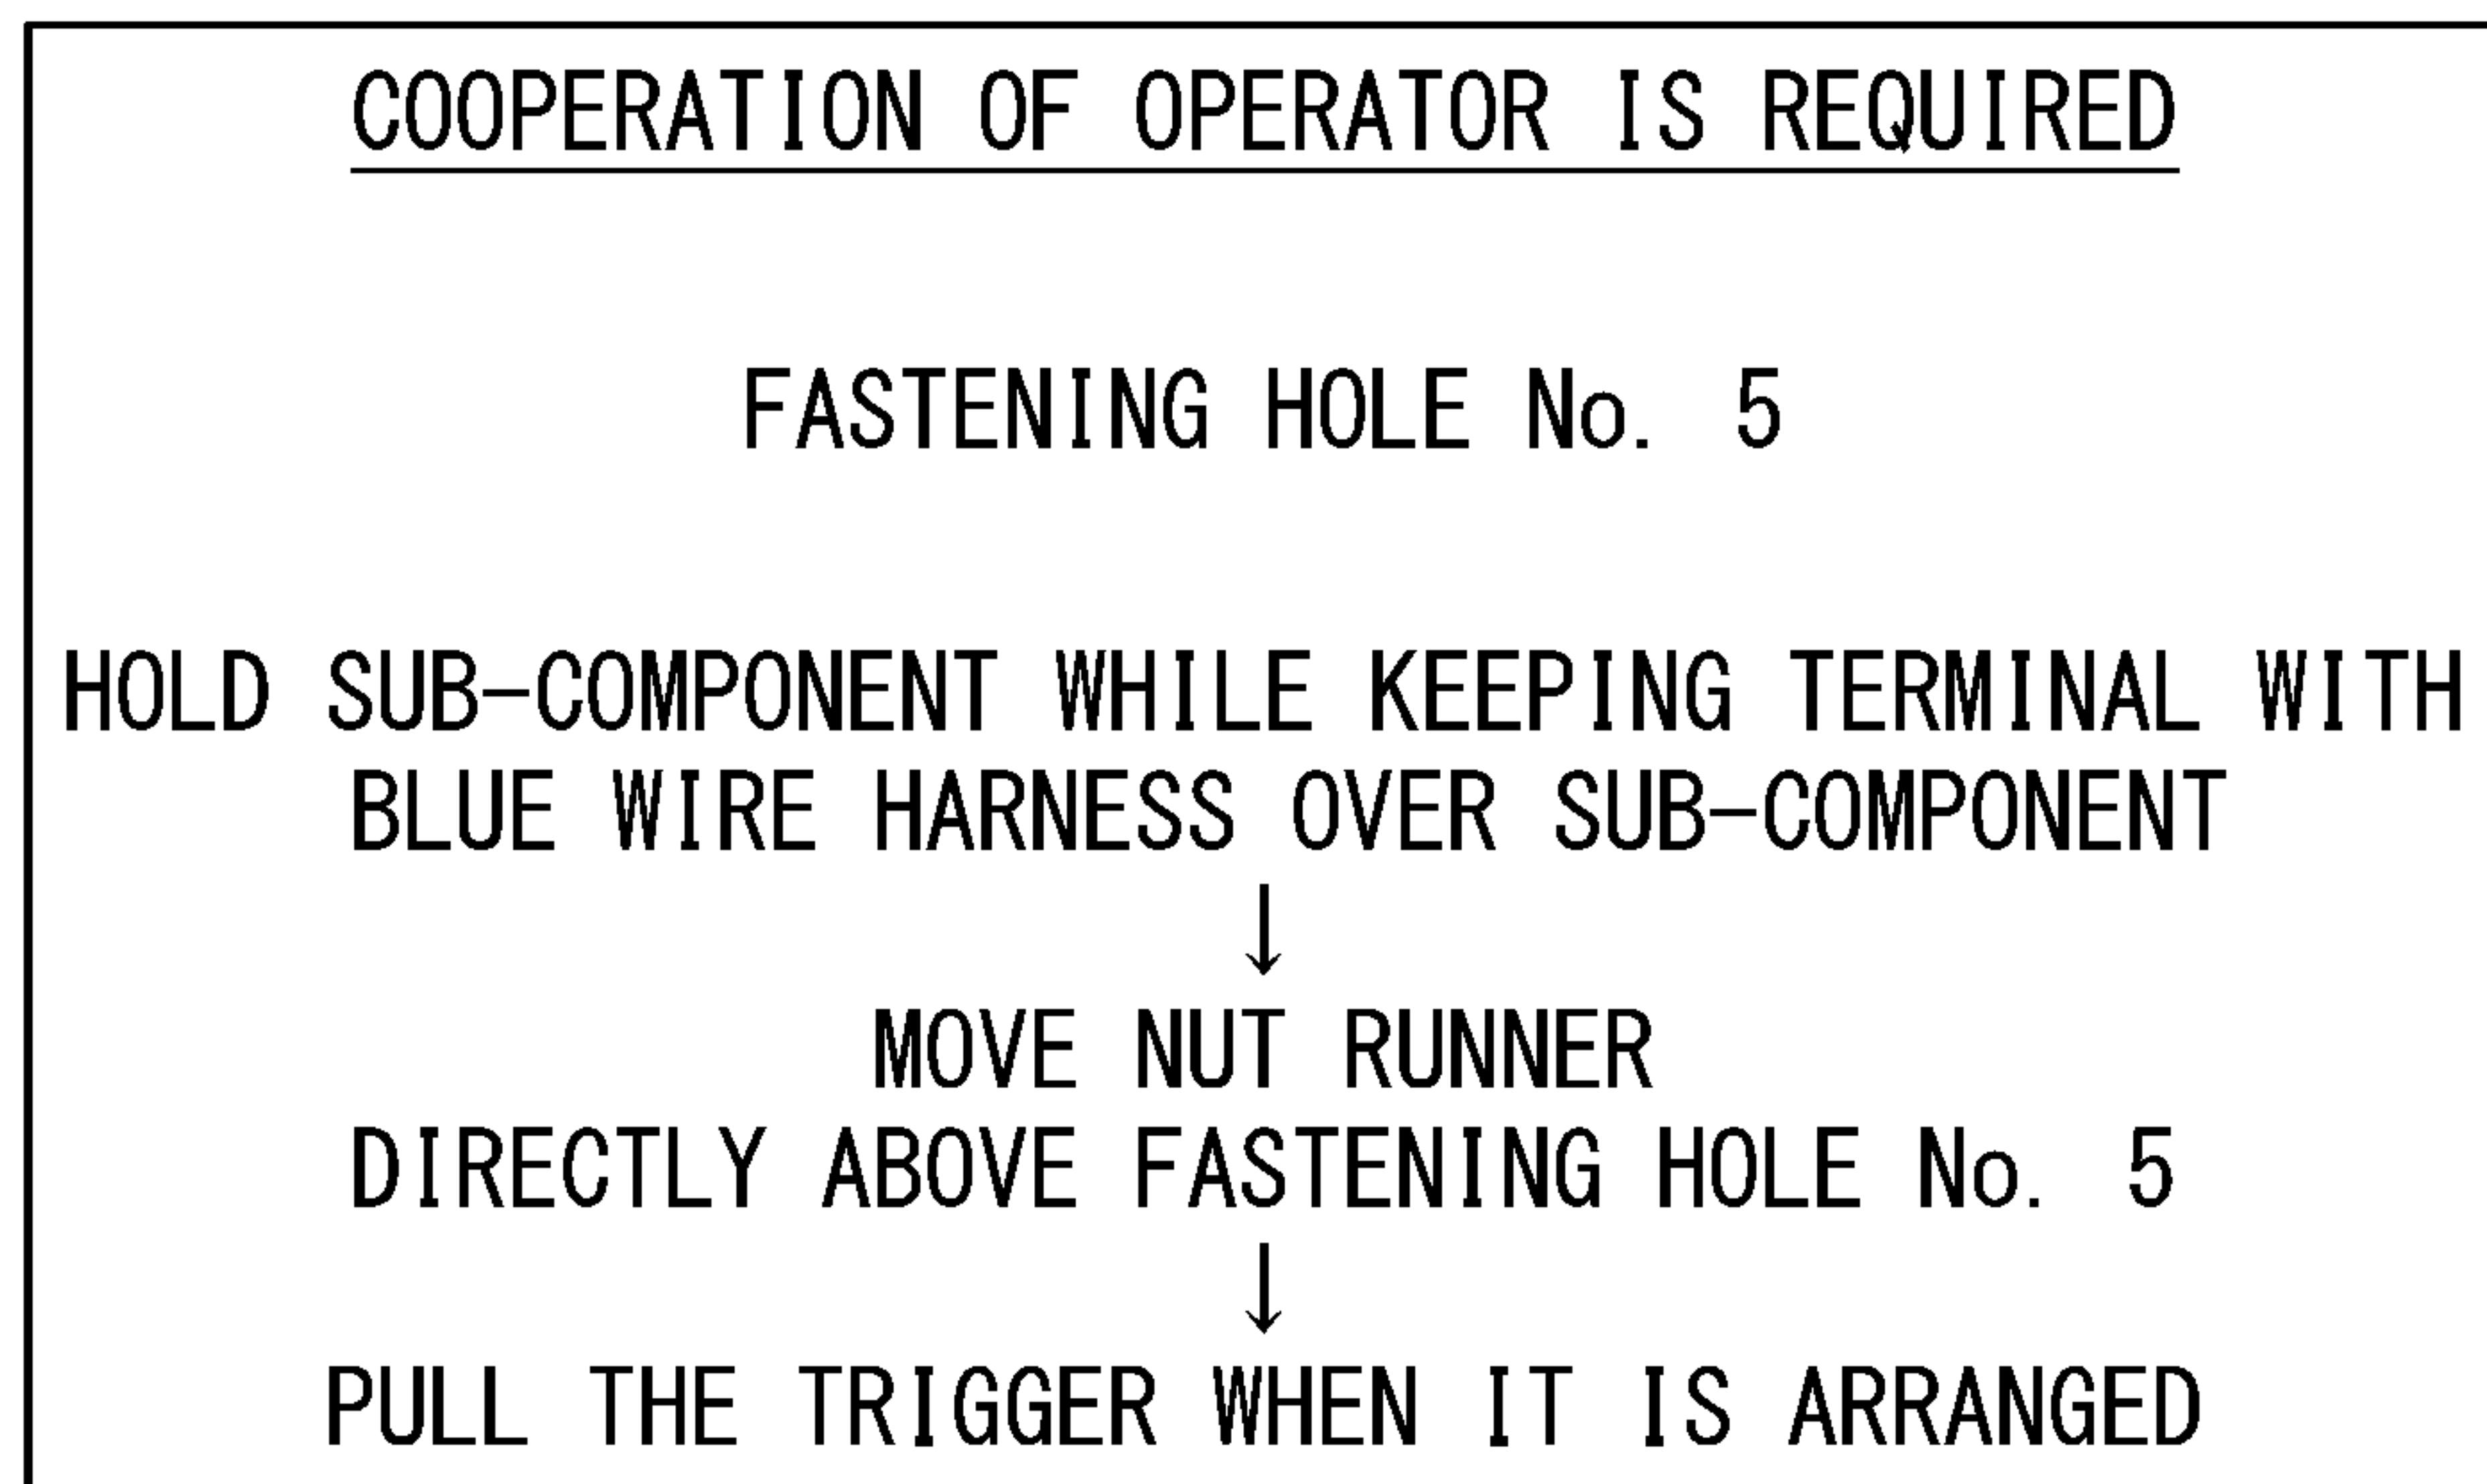 COOPERATION OF OPERATOR IS REQUIRED
FASTENING HOLE No. 5
HOLD SUB-COMPONENT WHILE KEEPING TERMINAL WITH
BLUE WIRE HARNESS OVER SUB-COMPONENT
↓
MOVE NUT RUNNER
DIRECTLY ABOVE FASTENING HOLE No. 5
↓
PULL THE TRIGGER WHEN IT IS ARRANGED